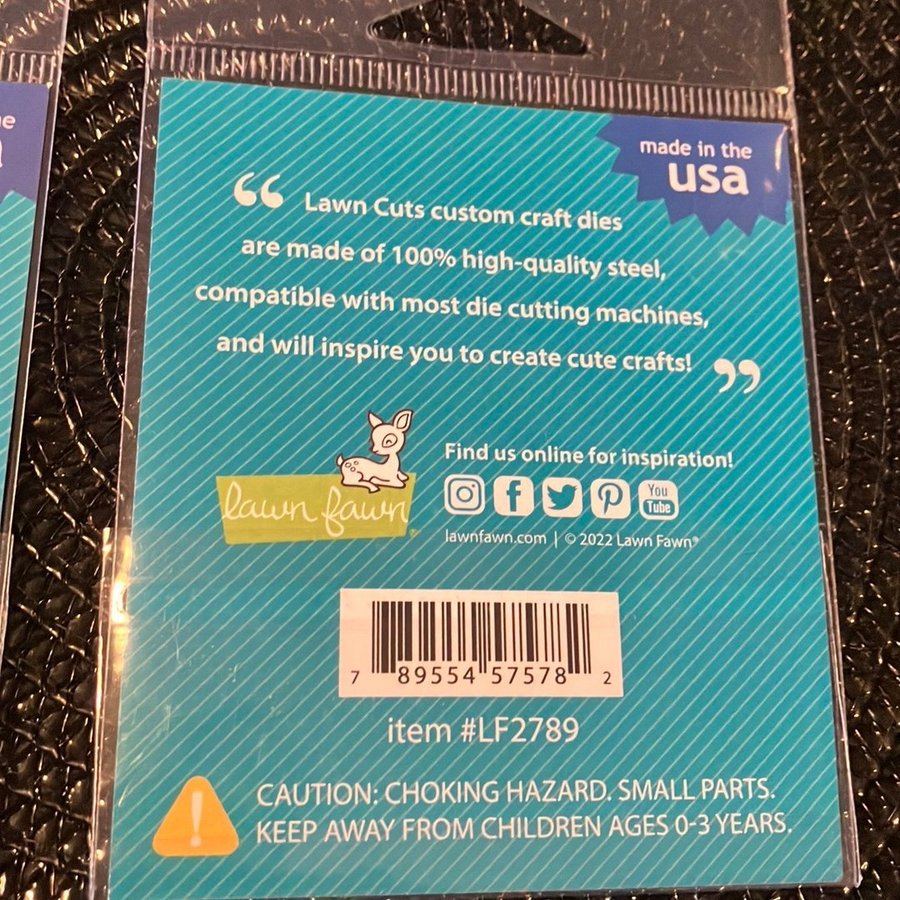 made in the
usa
“ Lawn Cuts custom craft dies
are made of 100% high-quality steel,
compatible with most die cutting machines,
and will inspire you to create cute crafts! ”
lawn fawn
Find us online for inspiration!
You
Tube
lawnfawn.com | © 2022 Lawn Fawn®
7 89554 57578 2
item #LF2789
CAUTION: CHOKING HAZARD. SMALL PARTS.
KEEP AWAY FROM CHILDREN AGES 0-3 YEARS.